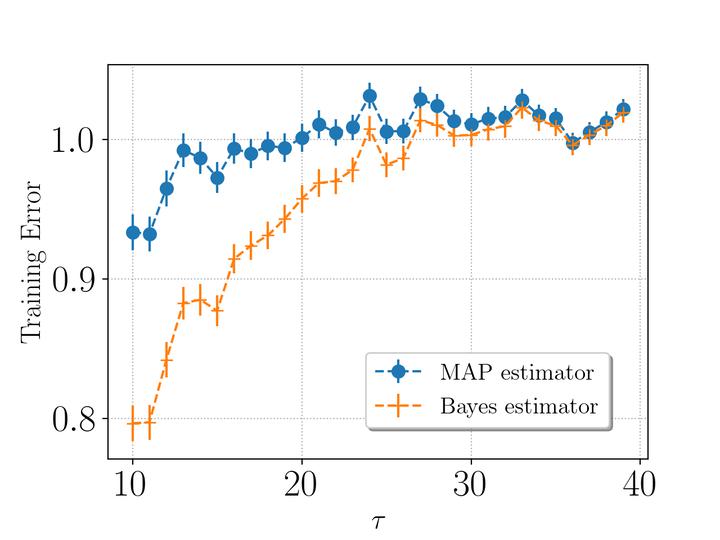 1.0
0.9
0.8
Training Error
MAP estimator
Bayes estimator
10 20 30 40
τ